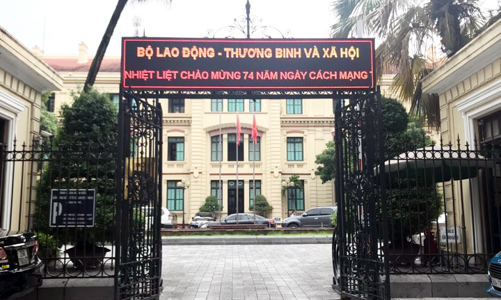 BỘ LAO ĐỘNG - THƯƠNG BINH VÀ XÃ HỘI
NHIỆT LIỆT CHÀO MỪNG 74 NĂM NGÀY CÁCH MẠNG T